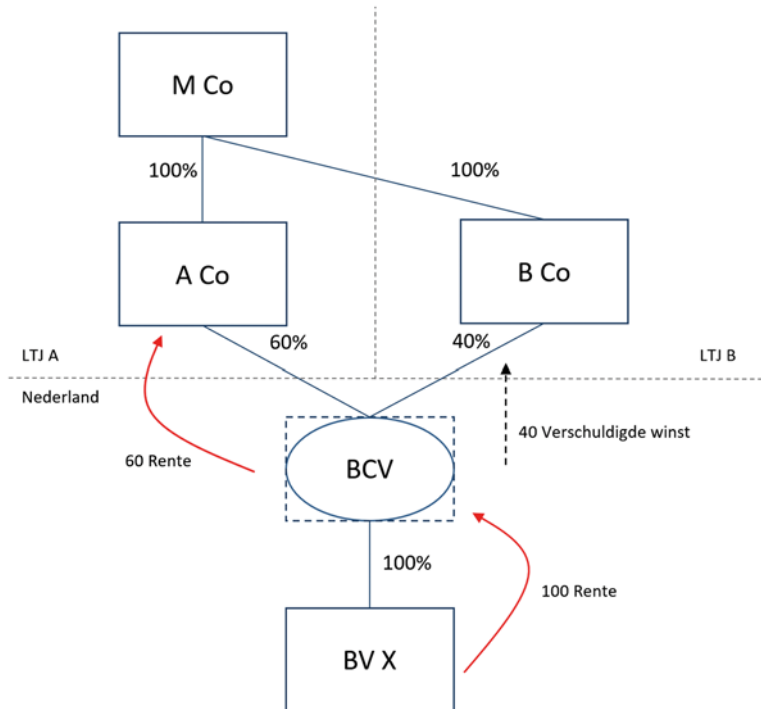 M Co
100%
100%
A Co
B Co
60%
40%
LTJ A
LTJ B
Nederland
40 Verschuldigde winst
60 Rente
BCV
100%
100 Rente
BV X